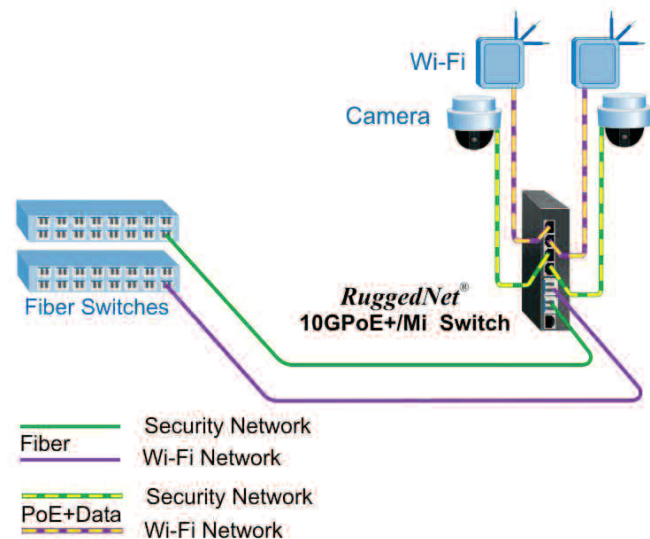 Wi-Fi
Camera
Fiber Switches
RuggedNet®
10GPoE+/Mi Switch
Fiber
Security Network
Wi-Fi Network
PoE+Data
Security Network
Wi-Fi Network